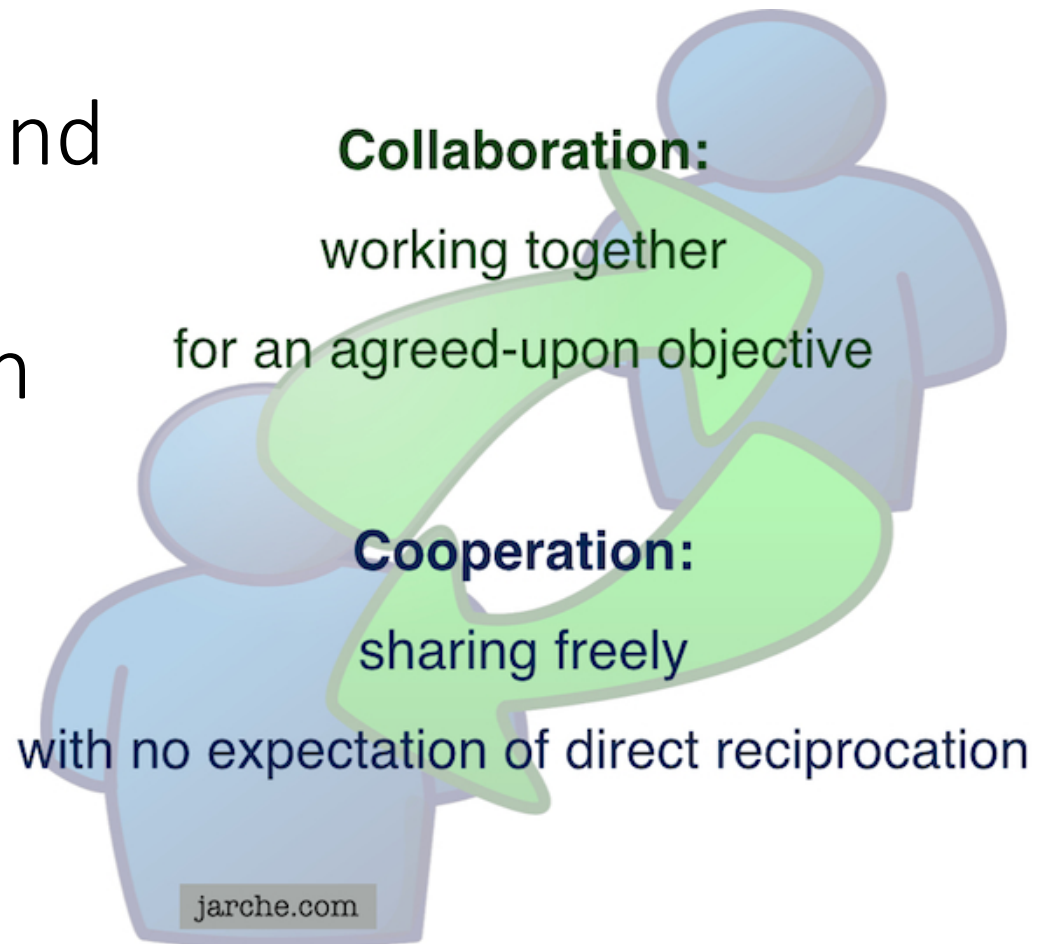 nd
n
Collaboration:
working together
for an agreed-upon objective
Cooperation:
sharing freely
with no expectation of direct reciprocation
jarche.com